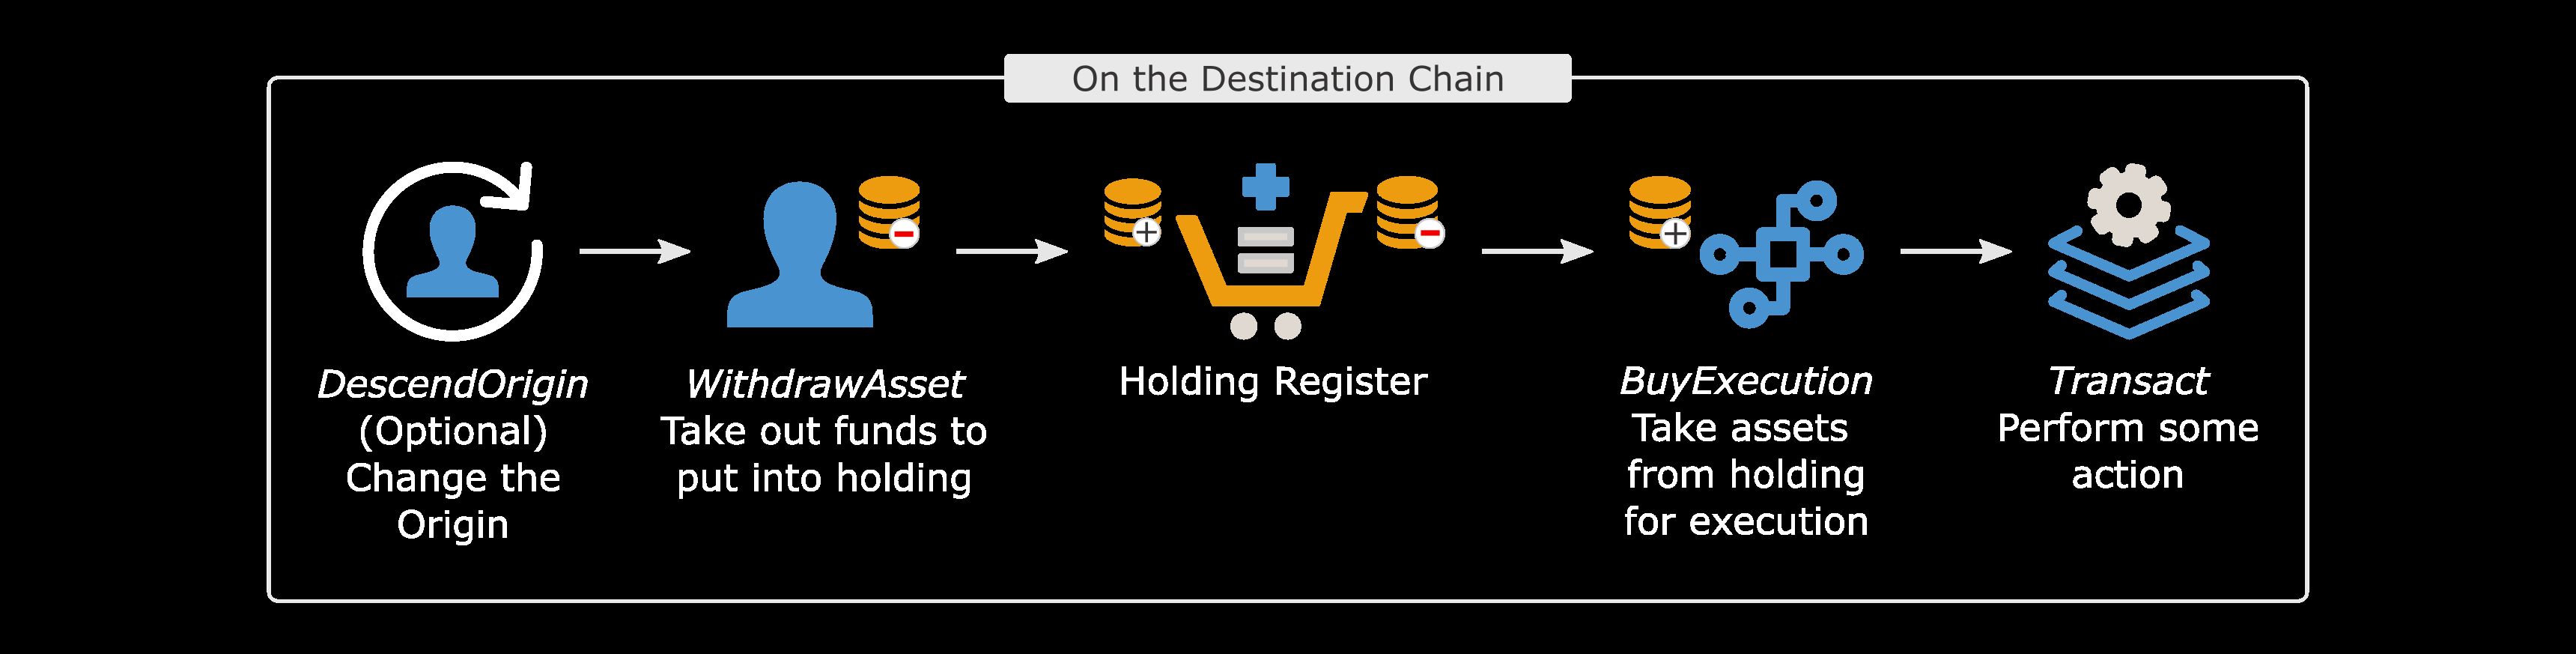 On the Destination Chain
DescendOrigin
(Optional)
Change the
Origin
WithdrawAsset
Take out funds to
put into holding
Holding Register
BuyExecution
Take assets
from holding
for execution
Transact
Perform some
action